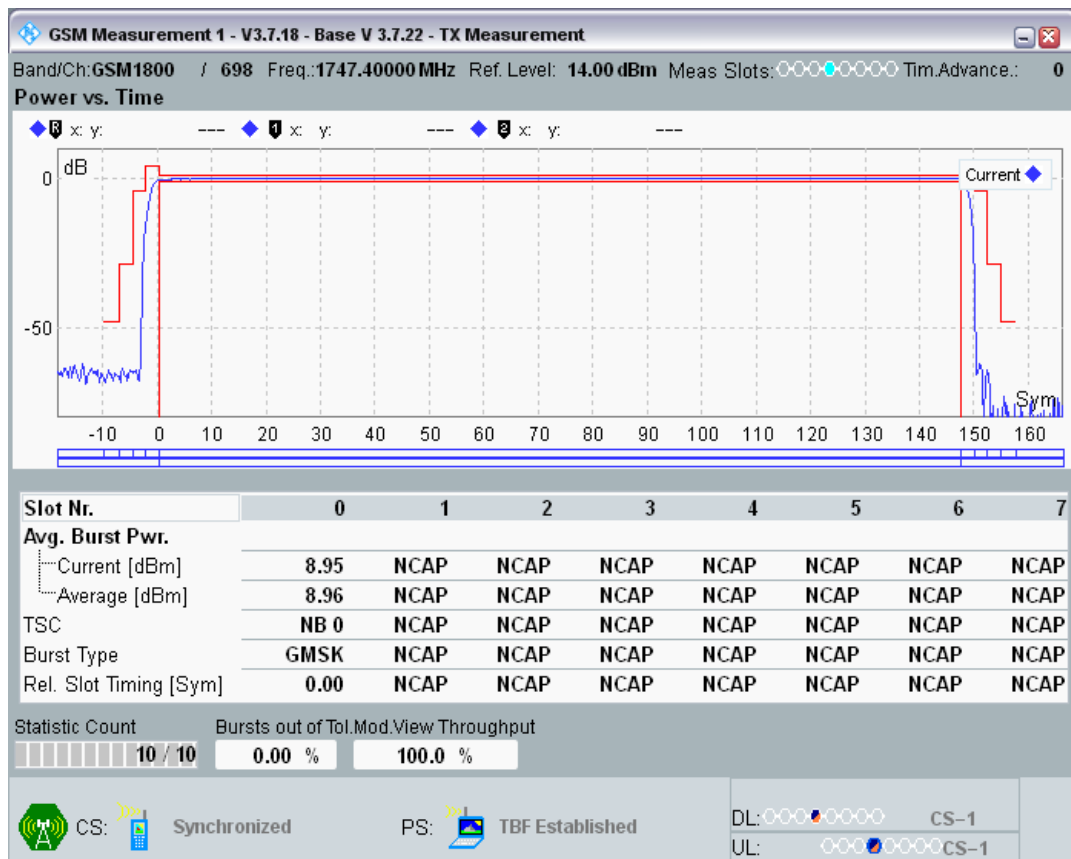 GSM Measurement 1 - V3.7.18 - Base V 3.7.22 - TX Measurement
Band/Ch:GSM1800 / 698 Freq.:1747.40000 MHz Ref. Level: 14.00 dBm Meas Slots: Tim.Advance.: 0
Power vs. Time
R x: y: --- 1 x: y: --- 2 x: y: ---
dB
0
Current
-50
Sym
-10 0 10 20 30 40 50 60 70 80 90 100 110 120 130 140 150 160
Slot Nr. 0 1 2 3 4 5 6 7
Avg. Burst Pwr.
Current [dBm] 8.95 NCAP NCAP NCAP NCAP NCAP NCAP NCAP
Average [dBm] 8.96 NCAP NCAP NCAP NCAP NCAP NCAP NCAP
TSC NB 0 NCAP NCAP NCAP NCAP NCAP NCAP NCAP
Burst Type GMSK NCAP NCAP NCAP NCAP NCAP NCAP NCAP
Rel. Slot Timing [Sym] 0.00 NCAP NCAP NCAP NCAP NCAP NCAP NCAP
Statistic Count Bursts out of Tol.Mod.View Throughput
10 / 10 0.00 % 100.0 %
CS: Synchronized PS: TBF Established
DL: CS-1
UL: CS-1